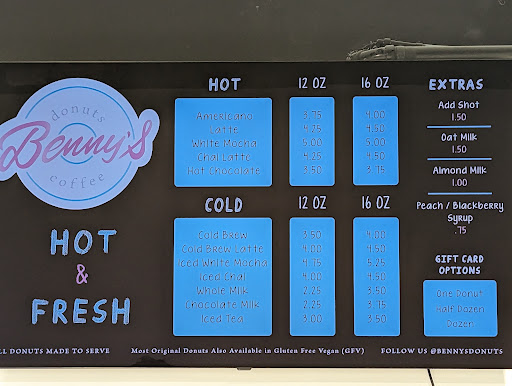 donuts
Benny's
coffee
HOT
&
FRESH
HOT 12 OZ 16 OZ
Americano 3.75 4.00
Latte 4.25 4.50
White Mocha 5.00 5.00
Chai Latte 4.25 4.50
Hot Chocolate 3.50 3.75
COLD 12 OZ 16 OZ
Cold Brew 3.50 4.00
Cold Brew Latte 4.00 4.50
Iced White Mocha 4.75 5.25
Iced Chai 4.00 4.50
Whole Milk 2.25 3.50
Chocolate Milk 2.25 3.75
Iced Tea 3.00 3.50
EXTRAS
Add Shot
1.50
Oat Milk
1.50
Almond Milk
1.00
Peach / Blackberry
Syrup
.75
GIFT CARD
OPTIONS
One Donut
Half Dozen
Dozen
LL DONUTS MADE TO SERVE Most Original Donuts Also Available in Gluten Free Vegan (GFV) FOLLOW US @BENNYSDONUTS